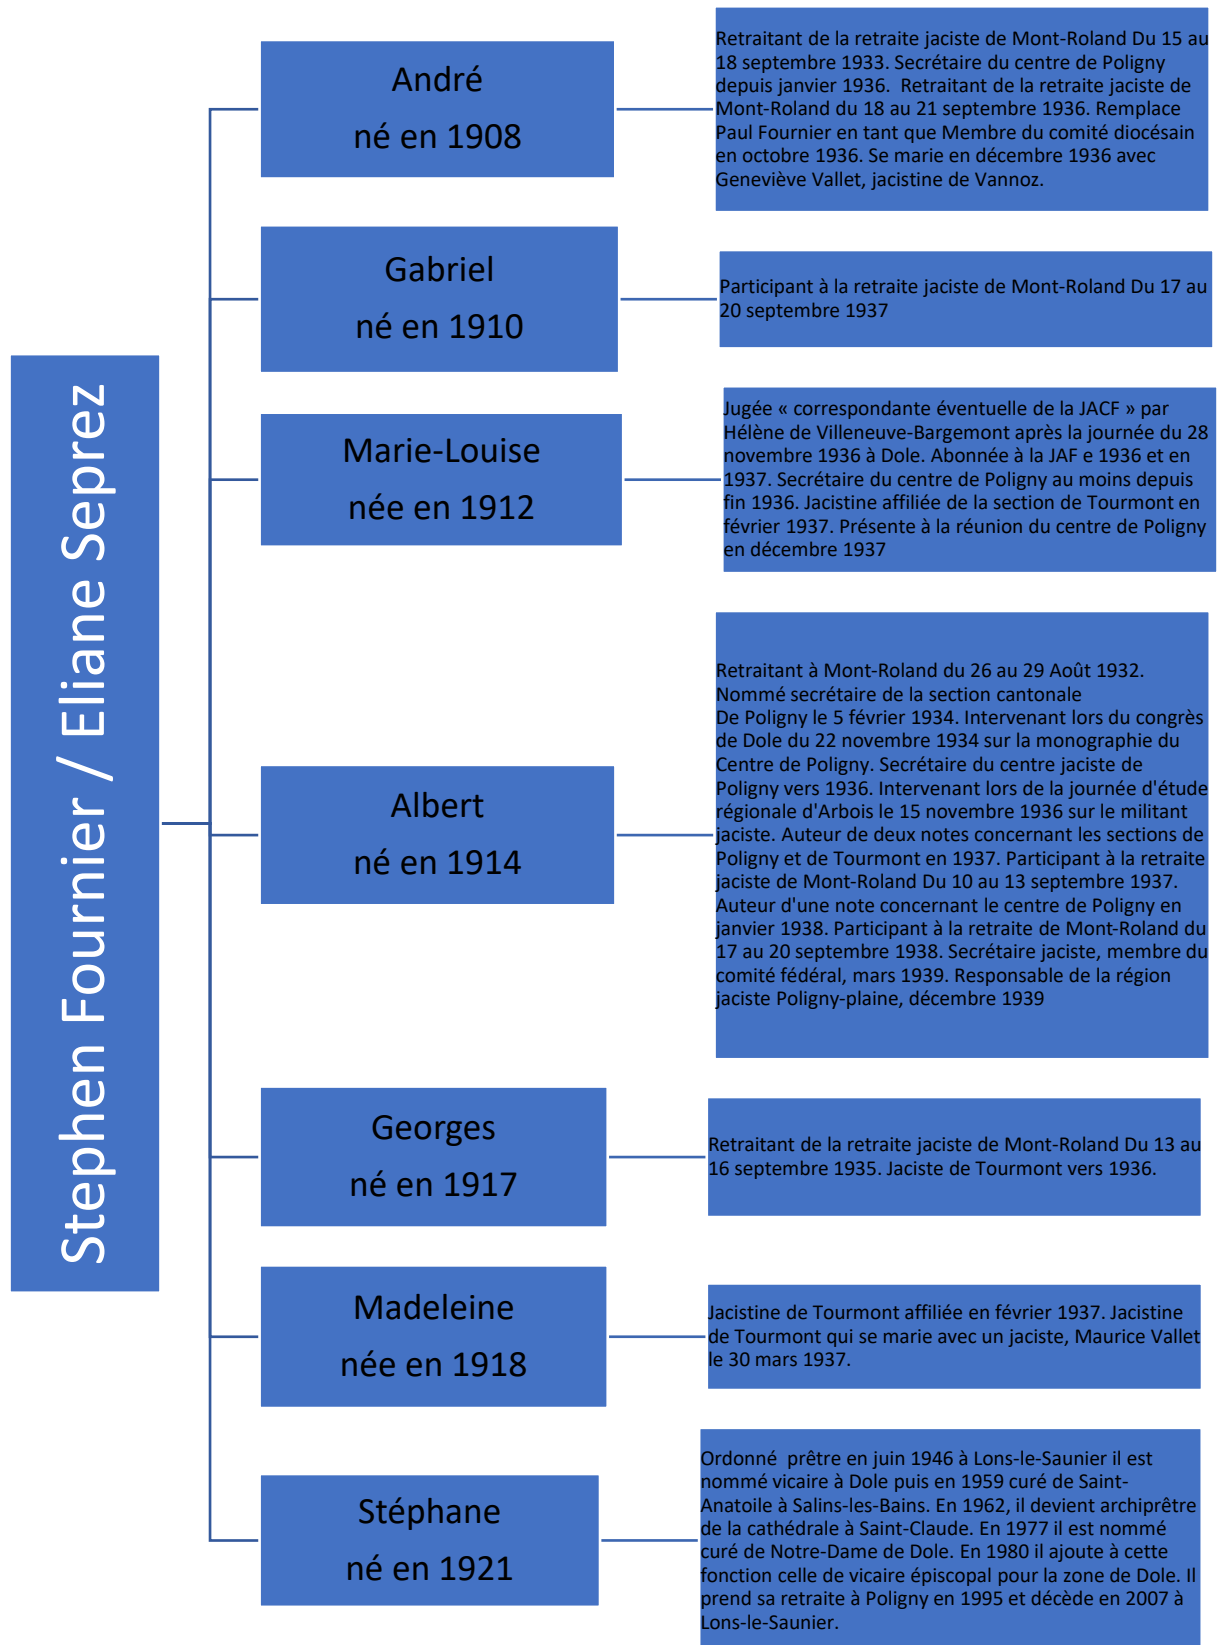 Stephen Fournier / Eliane Seprez
André
né en 1908
Retraitant de la retraite jaciste de Mont-Roland Du 15 au
18 septembre 1933. Secrétaire du centre de Poligny
depuis janvier 1936.  Retraitant de la retraite jaciste de
Mont-Roland du 18 au 21 septembre 1936. Remplace
Paul Fournier en tant que Membre du comité diocésain
en octobre 1936. Se marie en décembre 1936 avec
Geneviève Vallet, jacistine de Vannoz.
Gabriel
né en 1910
Participant à la retraite jaciste de Mont-Roland Du 17 au
20 septembre 1937
Marie-Louise
née en 1912
Jugée « correspondante éventuelle de la JACF » par
Hélène de Villeneuve-Bargemont après la journée du 28
novembre 1936 à Dole. Abonnée à la JAF e 1936 et en
1937. Secrétaire du centre de Poligny au moins depuis
fin 1936. Jacistine affiliée de la section de Tourmont en
février 1937. Présente à la réunion du centre de Poligny
en décembre 1937
Albert
né en 1914
Retraitant à Mont-Roland du 26 au 29 Août 1932.
Nommé secrétaire de la section cantonale
De Poligny le 5 février 1934. Intervenant lors du congrès
de Dole du 22 novembre 1934 sur la monographie du
Centre de Poligny. Secrétaire du centre jaciste de
Poligny vers 1936. Intervenant lors de la journée d'étude
régionale d'Arbois le 15 novembre 1936 sur le militant
jaciste. Auteur de deux notes concernant les sections de
Poligny et de Tourmont en 1937. Participant à la retraite
jaciste de Mont-Roland Du 10 au 13 septembre 1937.
Auteur d'une note concernant le centre de Poligny en
janvier 1938. Participant à la retraite de Mont-Roland du
17 au 20 septembre 1938. Secrétaire jaciste, membre du
comité fédéral, mars 1939. Responsable de la région
jaciste Poligny-plaine, décembre 1939
Georges
né en 1917
Retraitant de la retraite jaciste de Mont-Roland Du 13 au
16 septembre 1935. Jaciste de Tourmont vers 1936.
Madeleine
née en 1918
Jacistine de Tourmont affiliée en février 1937. Jacistine
de Tourmont qui se marie avec un jaciste, Maurice Vallet
le 30 mars 1937.
Stéphane
né en 1921
Ordonné  prêtre en juin 1946 à Lons-le-Saunier il est
nommé vicaire à Dole puis en 1959 curé de Saint-
Anatoile à Salins-les-Bains. En 1962, il devient archiprêtre
de la cathédrale à Saint-Claude. En 1977 il est nommé
curé de Notre-Dame de Dole. En 1980 il ajoute à cette
fonction celle de vicaire épiscopal pour la zone de Dole. Il
prend sa retraite à Poligny en 1995 et décède en 2007 à
Lons-le-Saunier.